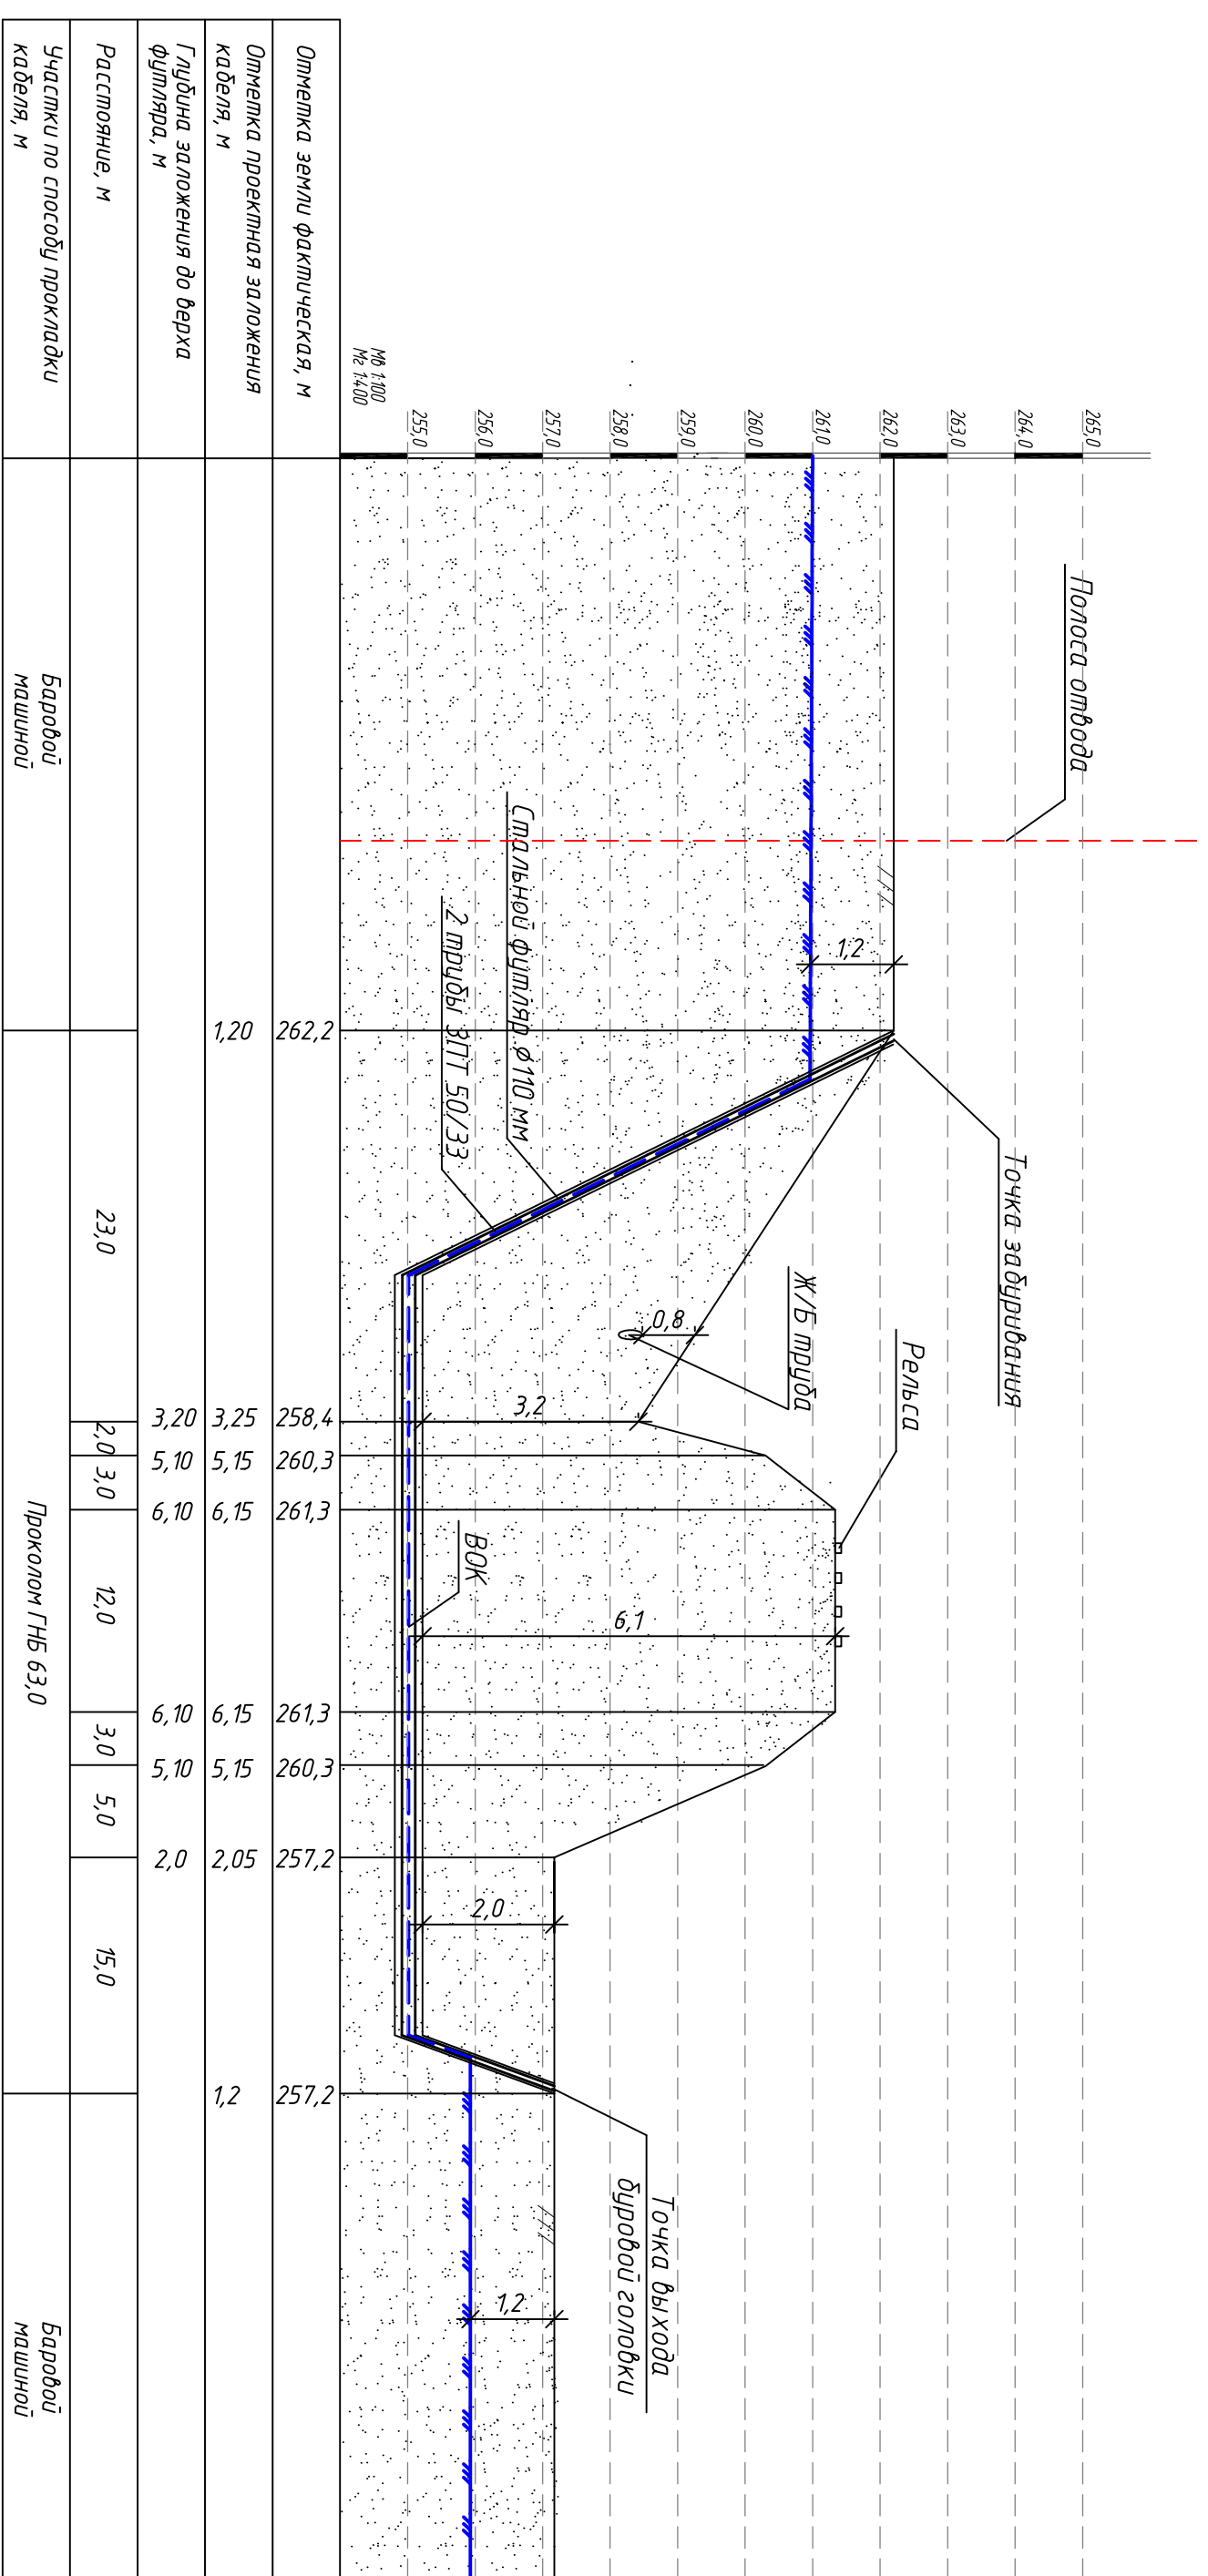 Полоса отвода
Точка забуривания
Рельса
Ж/Б труба
Стальной футляр ø110 мм
2 трубы ЗПТ 50/33
ВОК
Точка выхода
буровой головки
265,0
264,0
263,0
262,0
261,0
260,0
259,0
258,0
257,0
256,0
255,0
Мв 1:100
Мг 1:400
1,2
0,8
3,2
6,1
2,0
1,2
Отметка земли фактическая, м
262,2 258,4 260,3 261,3 261,3 260,3 257,2 257,2
Отметка проектная заложения
кабеля, м
1,20 3,25 5,15 6,15 6,15 5,15 2,05 1,2
Глубина заложения до верха
футляра, м
3,20 5,10 6,10 6,10 5,10 2,0
Расстояние, м
23,0 2,0 3,0 12,0 3,0 5,0 15,0
Участки по способу прокладки
кабеля, м
Баровой
машиной
Проколом ГНБ 63,0
Баровой
машиной